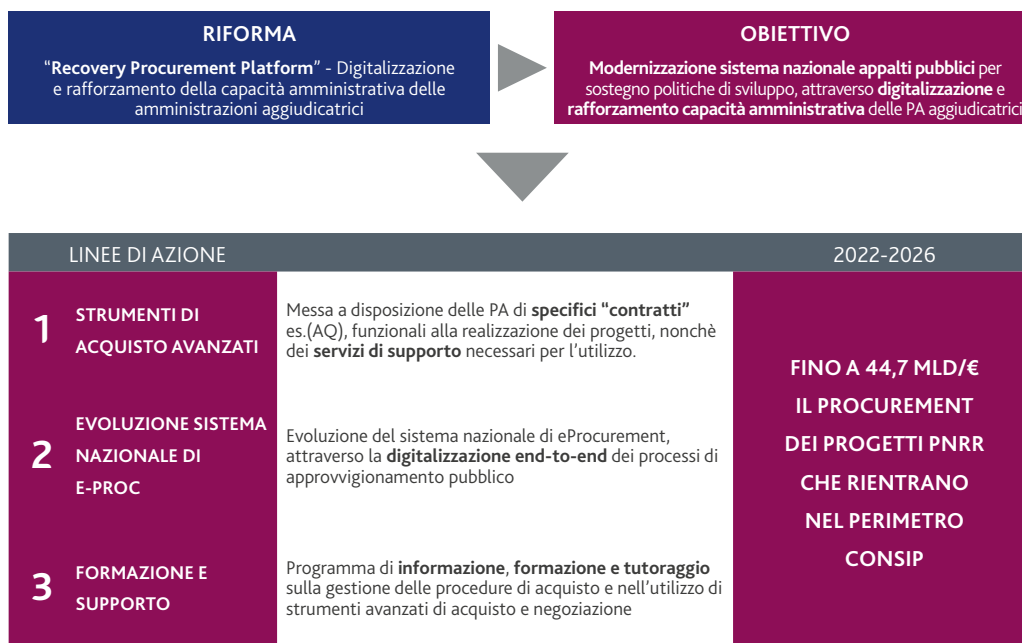 RIFORMA
“Recovery Procurement Platform” - Digitalizzazione
e rafforzamento della capacità amministrativa delle
amministrazioni aggiudicatrici
OBIETTIVO
Modernizzazione sistema nazionale appalti pubblici per
sostegno politiche di sviluppo, attraverso digitalizzazione e
rafforzamento capacità amministrativa delle PA aggiudicatrici
LINEE DI AZIONE
2022-2026
1
STRUMENTI DI
ACQUISTO AVANZATI
Messa a disposizione delle PA di specifici “contratti”
es.(AQ), funzionali alla realizzazione dei progetti, nonchè
dei servizi di supporto necessari per l’utilizzo.
2
EVOLUZIONE SISTEMA
NAZIONALE DI
E-PROC
Evoluzione del sistema nazionale di eProcurement,
attraverso la digitalizzazione end-to-end dei processi di
approvvigionamento pubblico
3
FORMAZIONE E
SUPPORTO
Programma di informazione, formazione e tutoraggio
sulla gestione delle procedure di acquisto e nell’utilizzo di
strumenti avanzati di acquisto e negoziazione
FINO A 44,7 MLD/€
IL PROCUREMENT
DEI PROGETTI PNRR
CHE RIENTRANO
NEL PERIMETRO
CONSIP